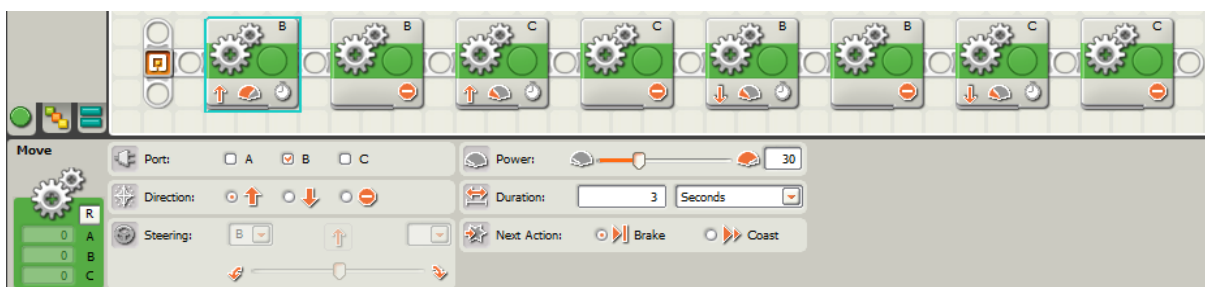 B B C C B B C C
Move
Port: A B C Power: 30
Direction: Duration: 3 Seconds
R
0 A Steering: B Next Action: Brake Coast
0 B
0 C